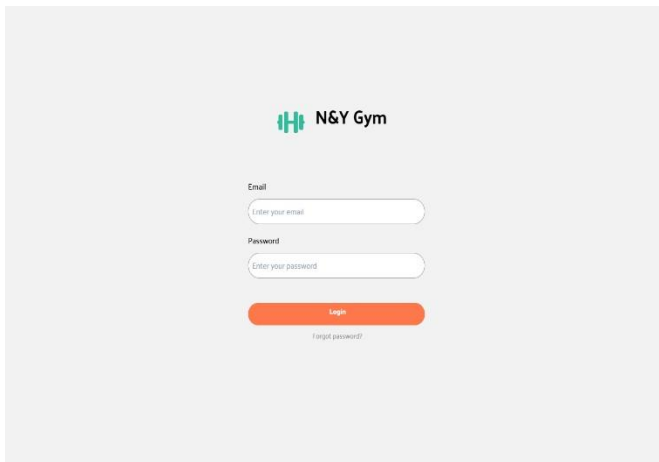 N&Y Gym
Email
Enter your email
Password
Enter your password
Login
Forgot password?